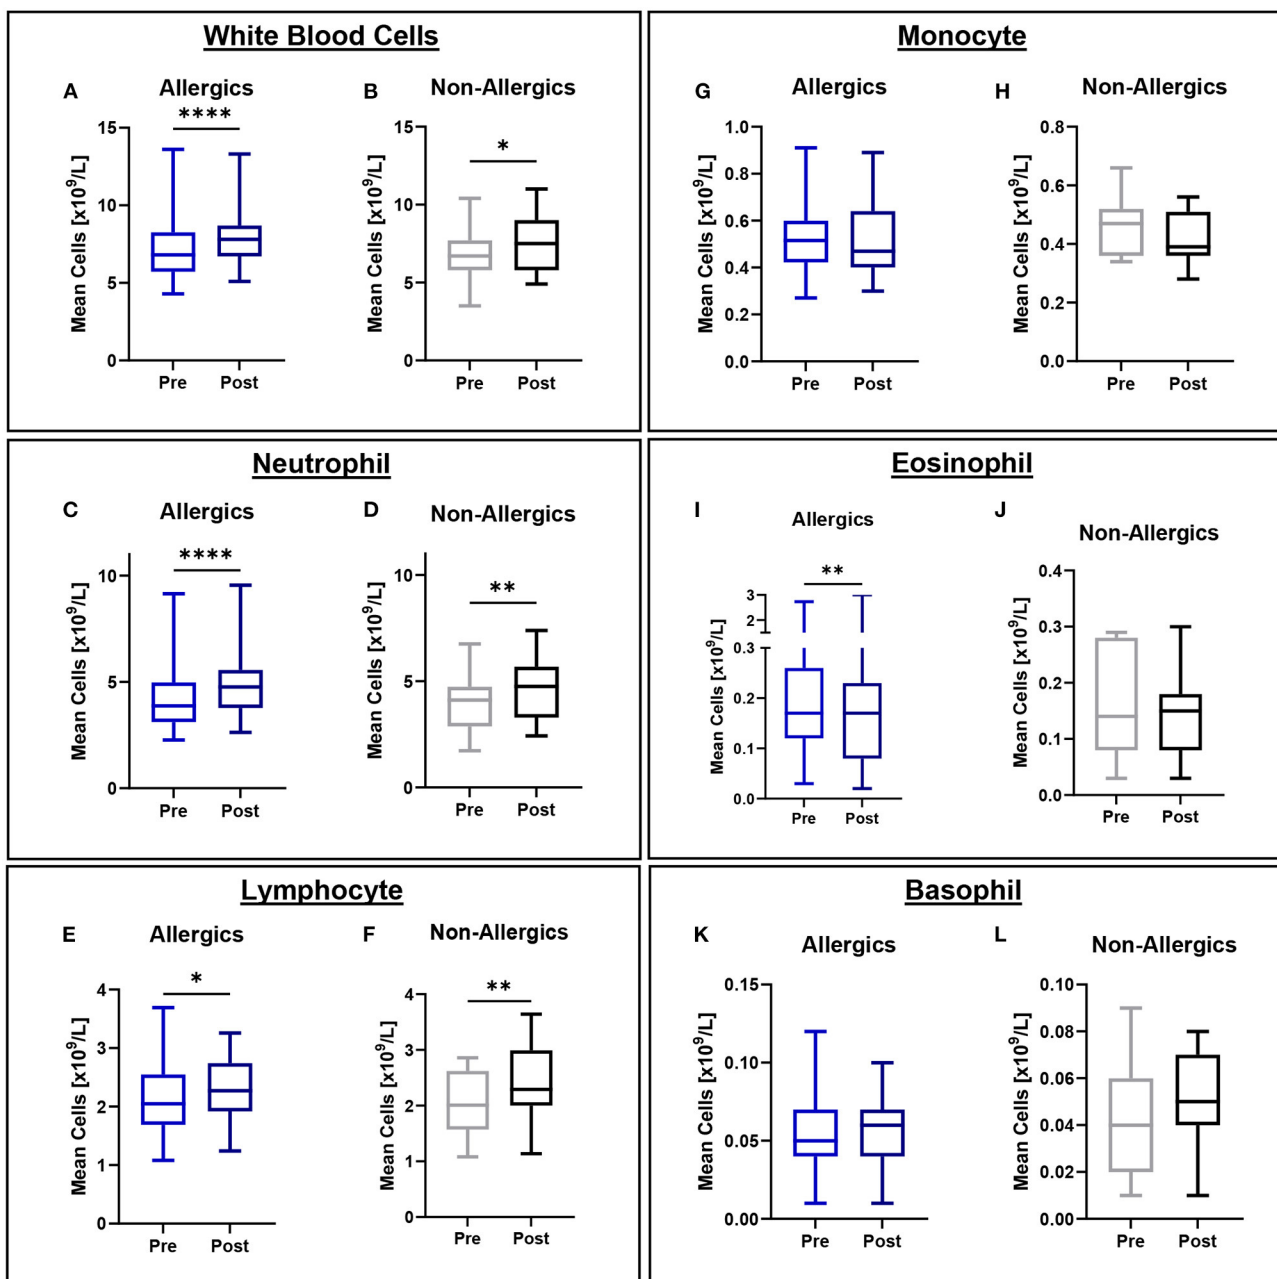 White Blood Cells
A
Allergics
****
Mean Cells [x10⁹/L]
15
10
5
0
Pre
Post
B
Non-Allergics
*
Mean Cells [x10⁹/L]
15
10
5
0
Pre
Post
Monocyte
G
Allergics
Mean Cells [x10⁹/L]
1.0
0.8
0.6
0.4
0.2
0.0
Pre
Post
H
Non-Allergics
Mean Cells [x10⁹/L]
0.8
0.6
0.4
0.2
0.0
Pre
Post
Neutrophil
C
Allergics
****
Mean Cells [x10⁹/L]
10
5
0
Pre
Post
D
Non-Allergics
**
Mean Cells [x10⁹/L]
10
5
0
Pre
Post
Eosinophil
I
Allergics
**
Mean Cells [x10⁹/L]
3
2
0.3
0.2
0.1
0.0
Pre
Post
J
Non-Allergics
Mean Cells [x10⁹/L]
0.4
0.3
0.2
0.1
0.0
Pre
Post
Lymphocyte
E
Allergics
*
Mean Cells [x10⁹/L]
4
3
2
1
0
Pre
Post
F
Non-Allergics
**
Mean Cells [x10⁹/L]
4
3
2
1
0
Pre
Post
Basophil
K
Allergics
Mean Cells [x10⁹/L]
0.15
0.10
0.05
0.00
Pre
Post
L
Non-Allergics
Mean Cells [x10⁹/L]
0.10
0.08
0.06
0.04
0.02
0.00
Pre
Post